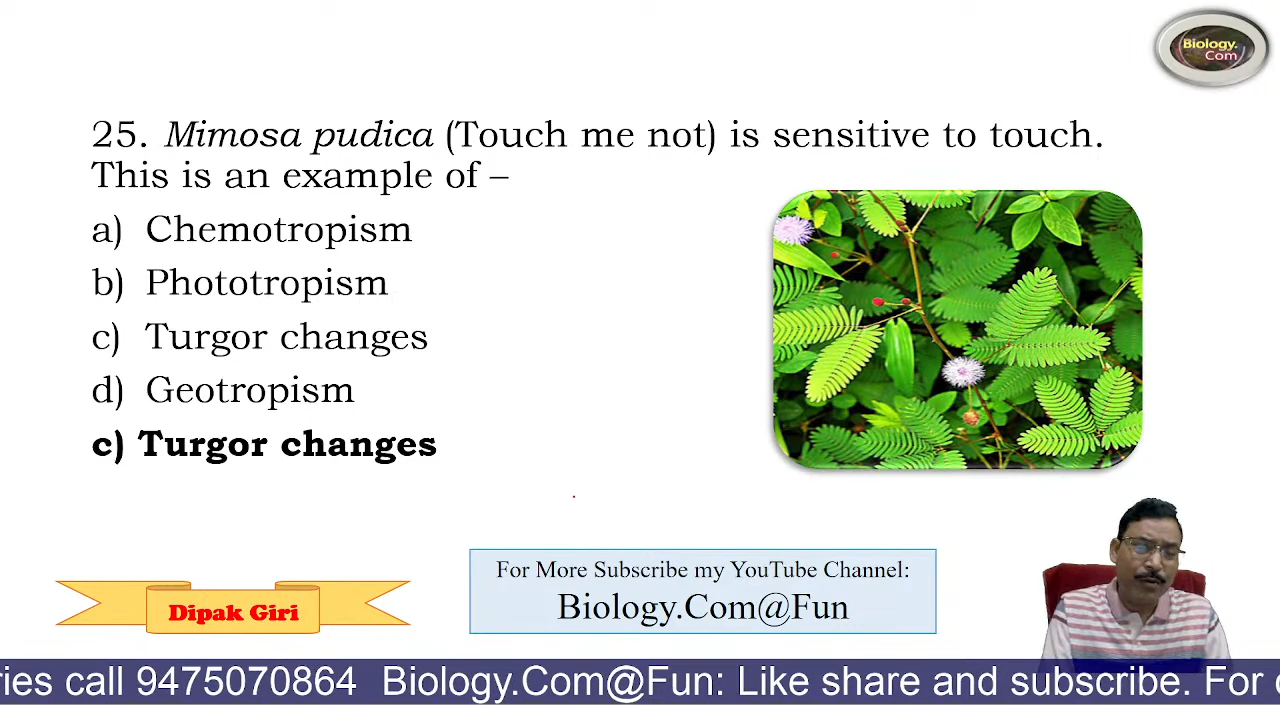 Biology.
Com
25. Mimosa pudica (Touch me not) is sensitive to touch.
This is an example of –
a) Chemotropism
b) Phototropism
c) Turgor changes
d) Geotropism
c) Turgor changes
For More Subscribe my YouTube Channel:
Biology.Com@Fun
Dipak Giri
ries call 9475070864 Biology.Com@Fun: Like share and subscribe. For